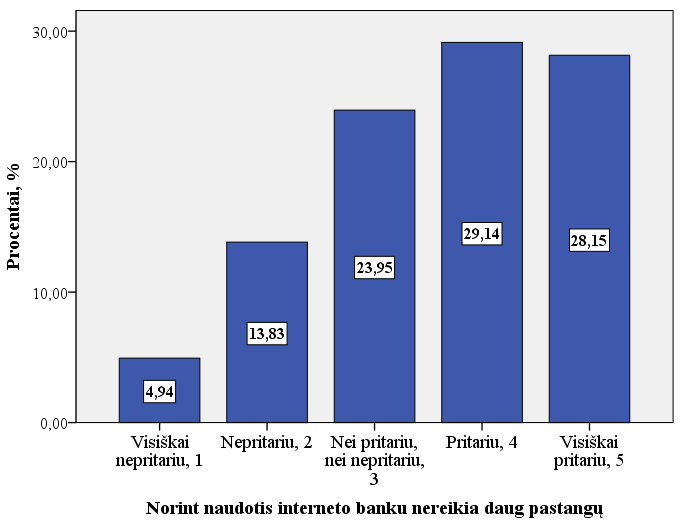 Procentai, %
30,00
20,00
10,00
0,00
4,94
13,83
23,95
29,14
28,15
Visiškai
nepritariu, 1
Nepritariu, 2
Nei pritariu,
nei nepritariu,
3
Pritariu, 4
Visiškai
pritariu, 5
Norint naudotis interneto banku nereikia daug pastangų